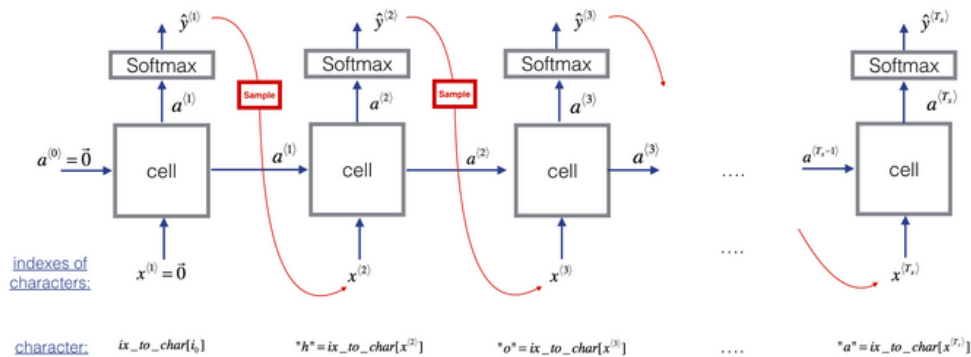 ŷ⟨1⟩ ŷ⟨2⟩ ŷ⟨3⟩ ŷ⟨Tx⟩
Softmax Softmax Softmax Softmax
Sample Sample
a⟨1⟩ a⟨2⟩ a⟨3⟩ a⟨Tx⟩
a⟨0⟩ = 0⃗ cell a⟨1⟩ cell a⟨2⟩ cell a⟨3⟩ .... a⟨Tx−1⟩ cell
....
indexes of
characters: x⟨1⟩ = 0⃗ x⟨2⟩ x⟨3⟩ x⟨Tx⟩
character: ix_to_char[i₀] "h" = ix_to_char[x⟨2⟩] "o" = ix_to_char[x⟨3⟩] .... "a" = ix_to_char[x⟨Tx⟩]